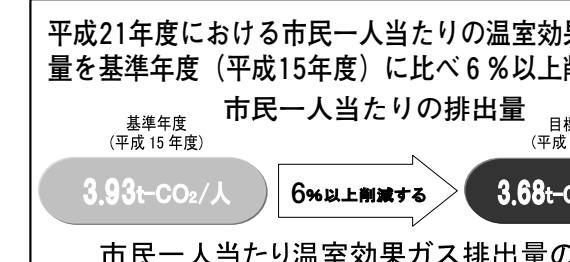 平成21年度における市民一人当たりの温室効
量を基準年度（平成15年度）に比べ6％以上
市民一人当たりの排出量
基準年度
（平成 15 年度）
目標
（平成
3.93t-CO2/人
6%以上削減する
3.68t-C
市民一人当たり温室効果ガス排出量の